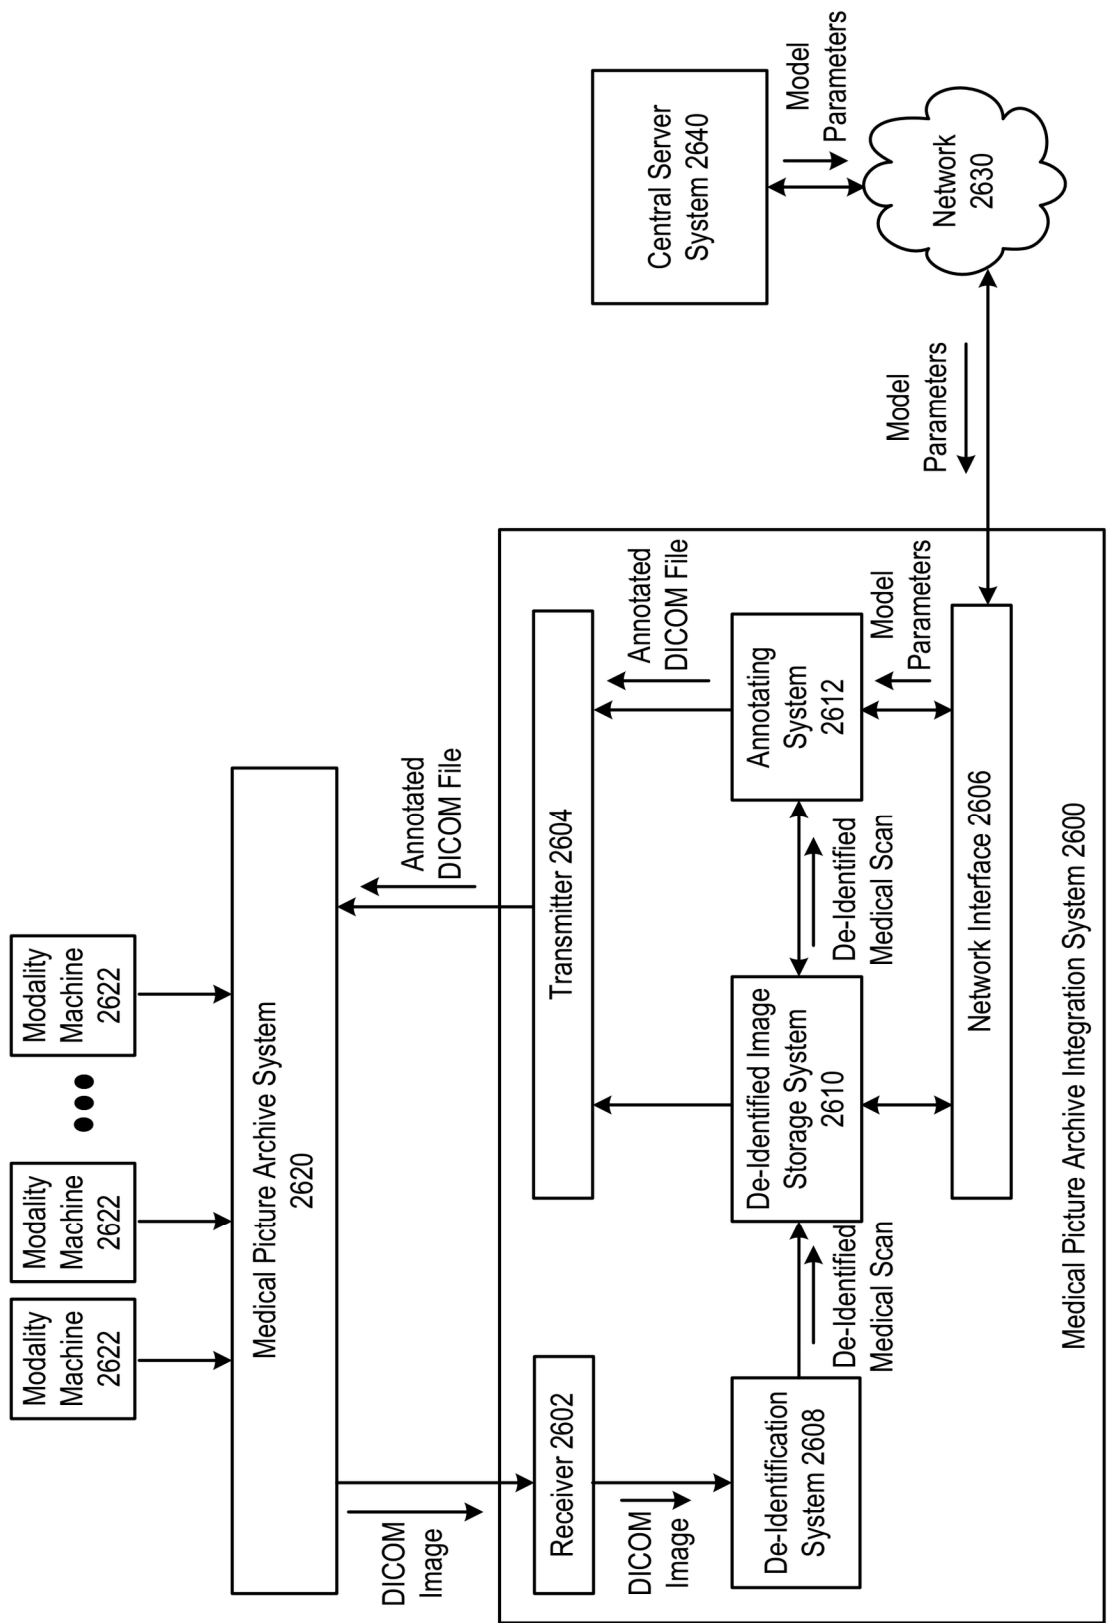 Modality
Machine
2622
Modality
Machine
2622
Modality
Machine
2622
Medical Picture Archive System
2620
DICOM
Image
Annotated
DICOM File
Receiver 2602
Transmitter 2604
DICOM
Image
Annotated
DICOM File
De-Identification
System 2608
De-Identified
Medical Scan
De-Identified Image
Storage System
2610
De-Identified
Medical Scan
Annotating
System
2612
Model
Parameters
Network Interface 2606
Medical Picture Archive Integration System 2600
Model
Parameters
Central Server
System 2640
Model
Parameters
Network
2630